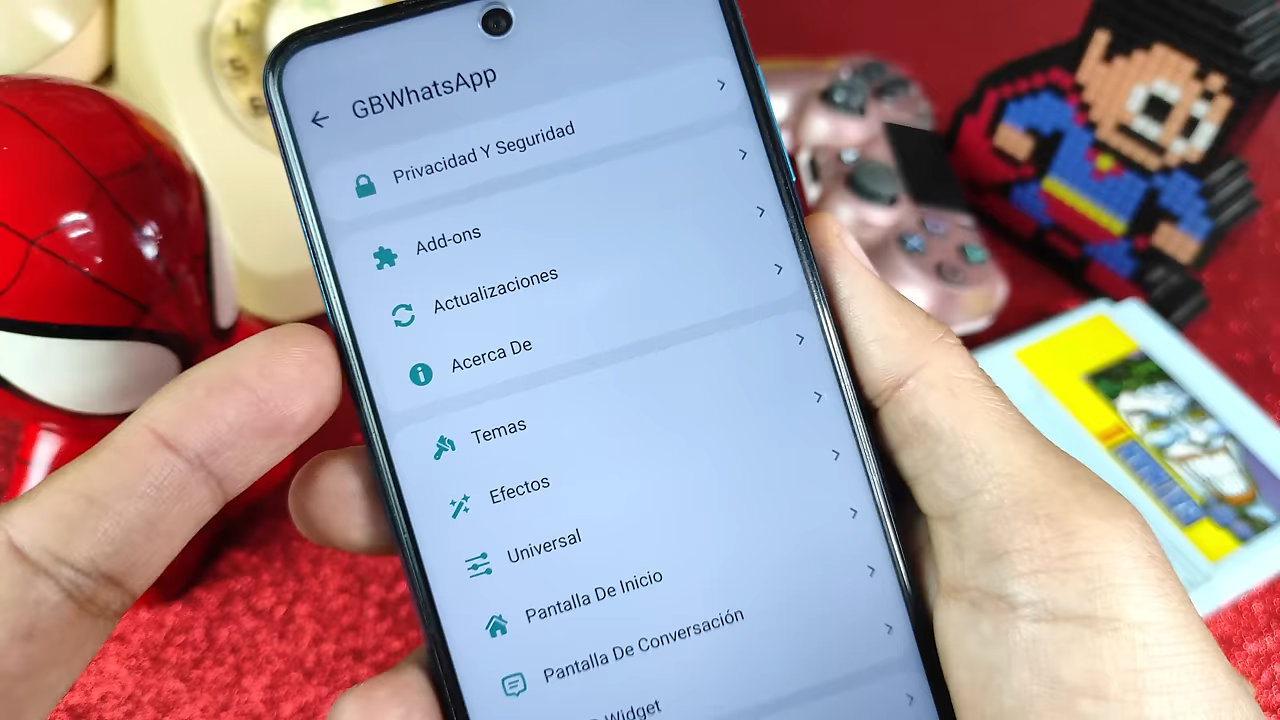 GBWhatsApp
Privacidad Y Seguridad
Add-ons
Actualizaciones
Acerca De
Temas
Efectos
Universal
Pantalla De Inicio
Pantalla De Conversación
Widget